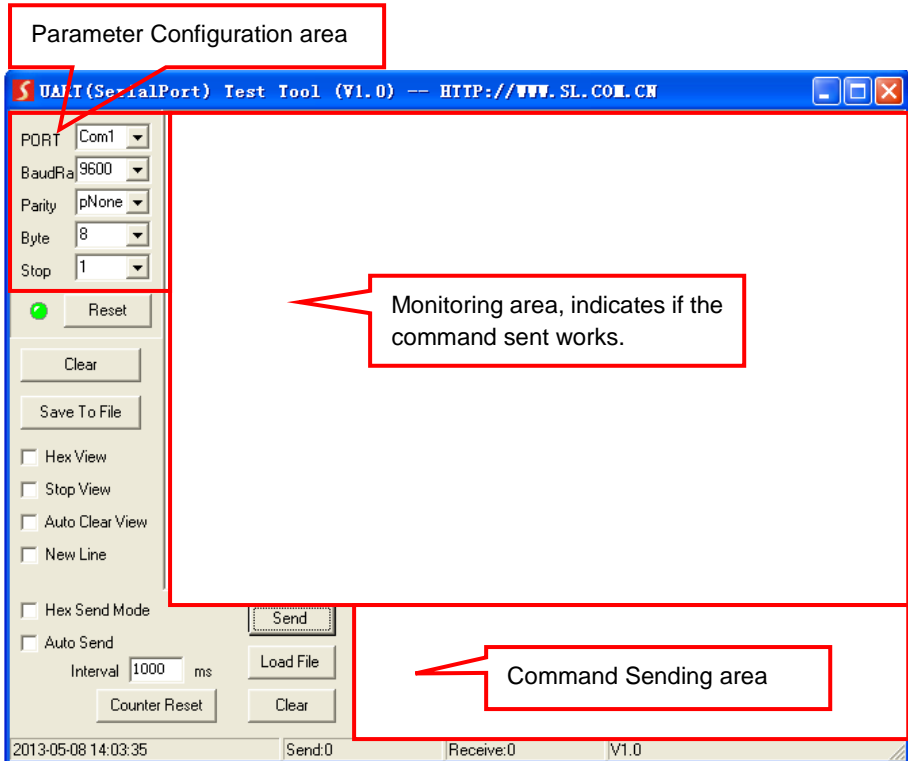 Parameter Configuration area
UART(SerialPort) Test Tool (V1.0) -- HTTP://WWW.SL.COM.CN
PORT Com1
BaudRa 9600
Parity pNone
Byte 8
Stop 1
Reset
Monitoring area, indicates if the
command sent works.
Clear
Save To File
Hex View
Stop View
Auto Clear View
New Line
Hex Send Mode
Send
Auto Send
Interval 1000 ms
Load File
Command Sending area
Counter Reset
Clear
2013-05-08 14:03:35 Send:0 Receive:0 V1.0